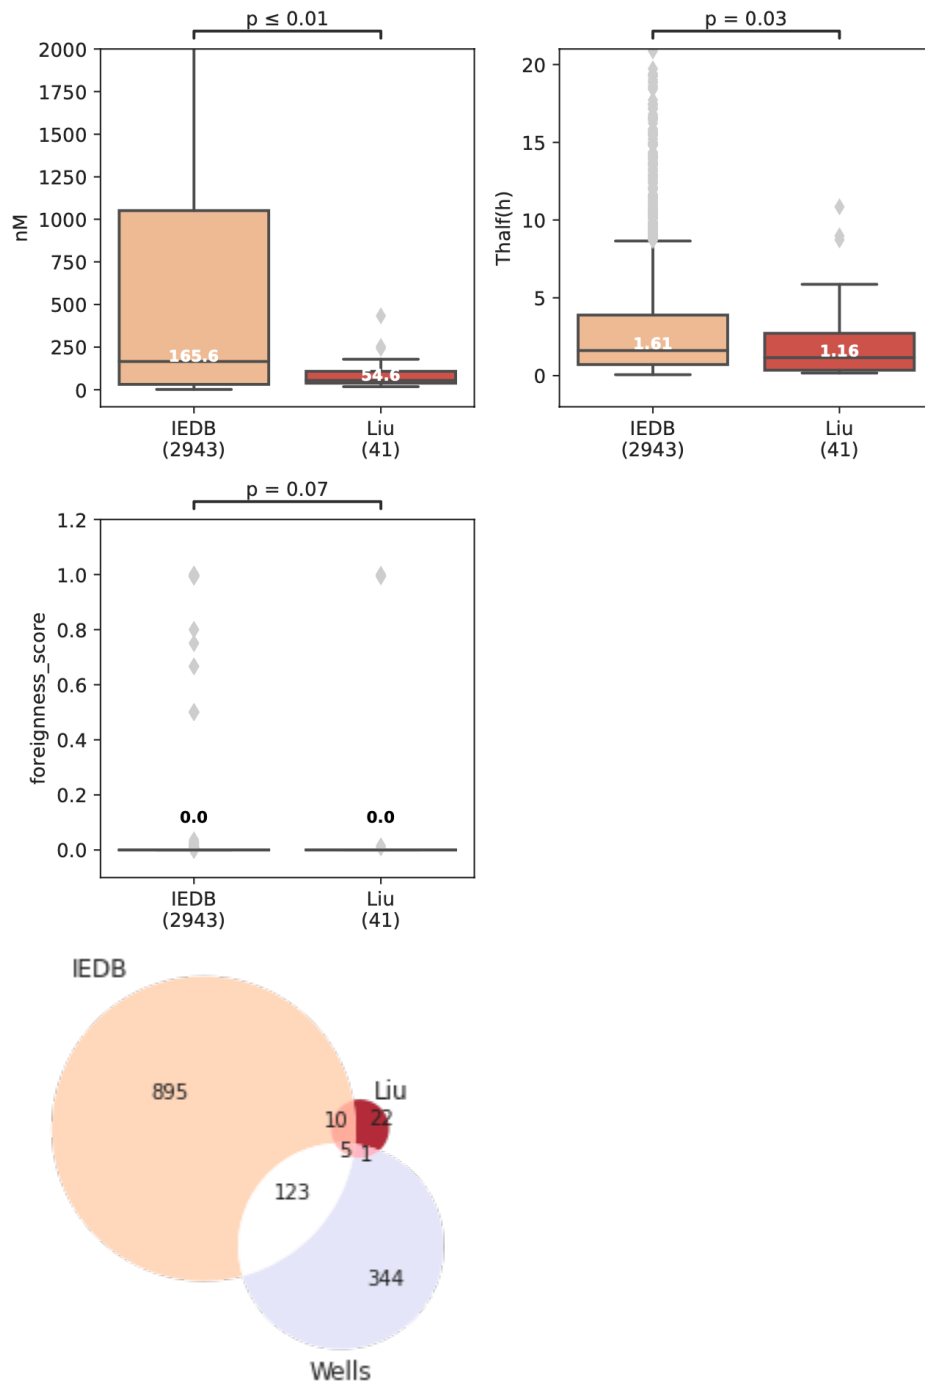 p ≤ 0.01
2000
1750
1500
1250
1000
750
500
250
0
nM
165.6
54.6
IEDB
(2943)
Liu
(41)
p = 0.03
20
15
10
5
0
Thalf(h)
1.61
1.16
IEDB
(2943)
Liu
(41)
p = 0.07
1.2
1.0
0.8
0.6
0.4
0.2
0.0
foreignness_score
0.0
0.0
IEDB
(2943)
Liu
(41)
IEDB
895
Liu
10
22
5
1
123
344
Wells